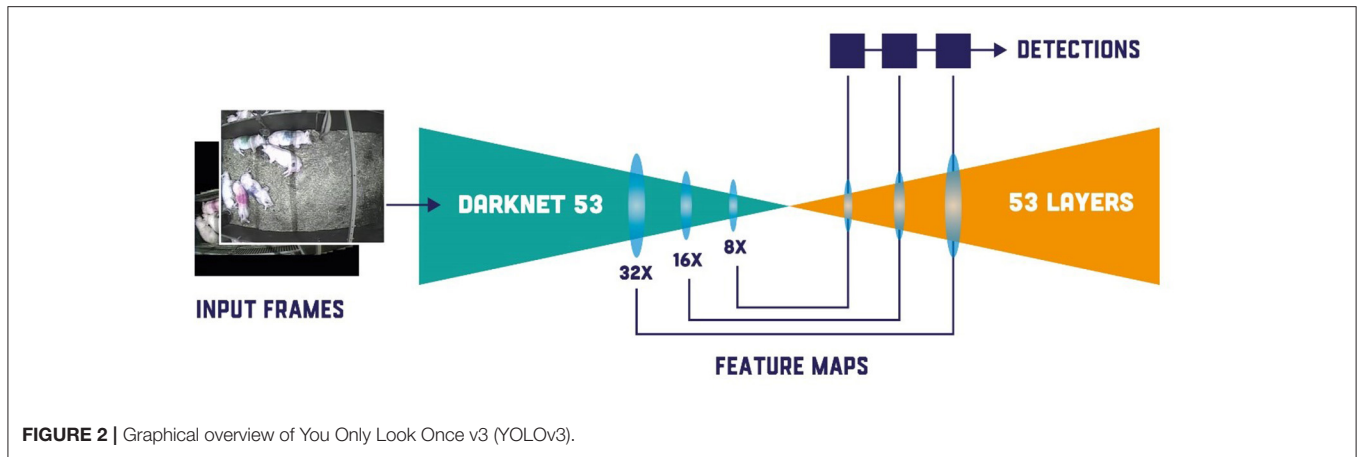 DETECTIONS
DARKNET 53
53 LAYERS
32X
16X
8X
INPUT FRAMES
FEATURE MAPS
FIGURE 2 | Graphical overview of You Only Look Once v3 (YOLOv3).